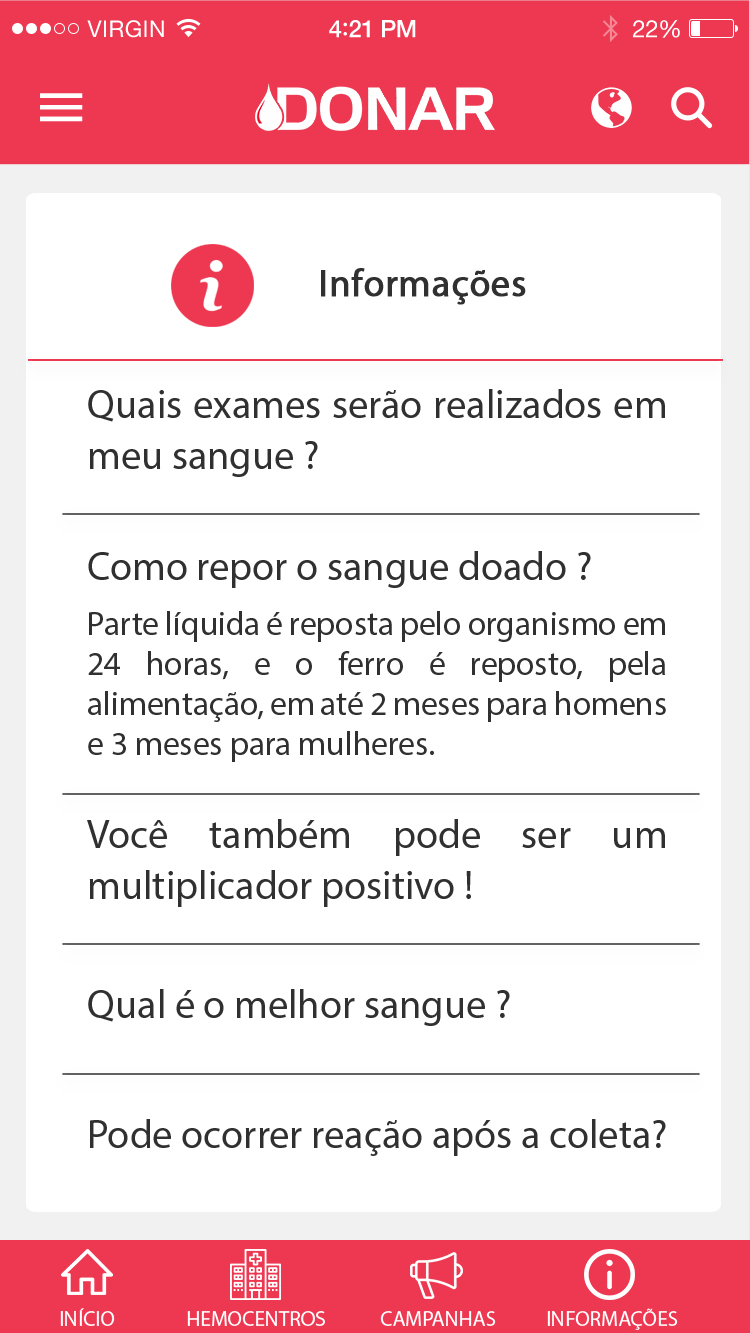 VIRGIN 4:21 PM 22%
DONAR
Informações
Quais exames serão realizados em
meu sangue ?
Como repor o sangue doado ?
Parte líquida é reposta pelo organismo em
24 horas, e o ferro é reposto, pela
alimentação, em até 2 meses para homens
e 3 meses para mulheres.
Você também pode ser um
multiplicador positivo !
Qual é o melhor sangue ?
Pode ocorrer reação após a coleta?
INÍCIO HEMOCENTROS CAMPANHAS INFORMAÇÕES